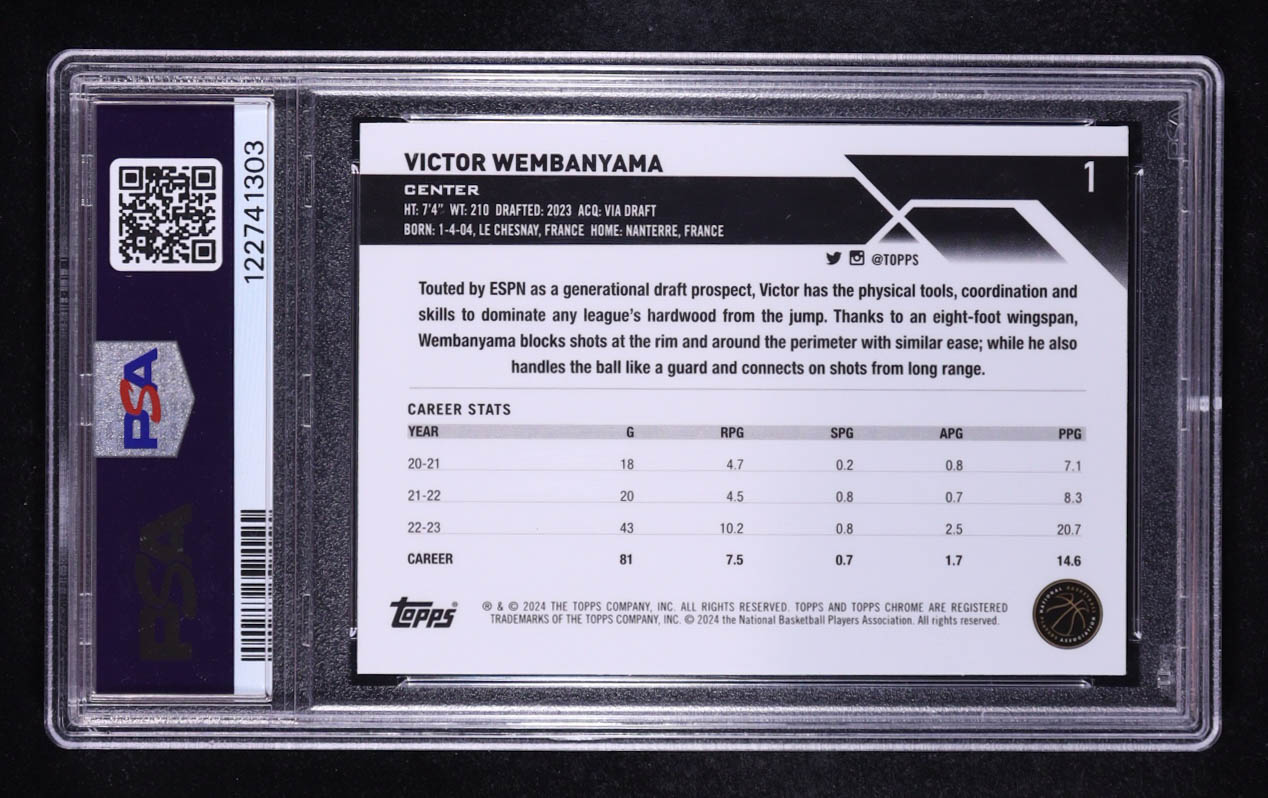 122741303
PSA
PSA
VICTOR WEMBANYAMA
1
CENTER
HT: 7'4" WT: 210 DRAFTED: 2023 ACQ: VIA DRAFT
BORN: 1-4-04, LE CHESNAY, FRANCE HOME: NANTERRE, FRANCE
@TOPPS
Touted by ESPN as a generational draft prospect, Victor has the physical tools, coordination and
skills to dominate any league's hardwood from the jump. Thanks to an eight-foot wingspan,
Wembanyama blocks shots at the rim and around the perimeter with similar ease; while he also
handles the ball like a guard and connects on shots from long range.
CAREER STATS
YEAR G RPG SPG APG PPG
20-21 18 4.7 0.2 0.8 7.1
21-22 20 4.5 0.8 0.7 8.3
22-23 43 10.2 0.8 2.5 20.7
CAREER 81 7.5 0.7 1.7 14.6
Topps®
® & © 2024 THE TOPPS COMPANY, INC. ALL RIGHTS RESERVED. TOPPS AND TOPPS CHROME ARE REGISTERED
TRADEMARKS OF THE TOPPS COMPANY, INC. © 2024 the National Basketball Players Association. All rights reserved.
NATIONAL BASKETBALL
PLAYERS ASSOCIATION